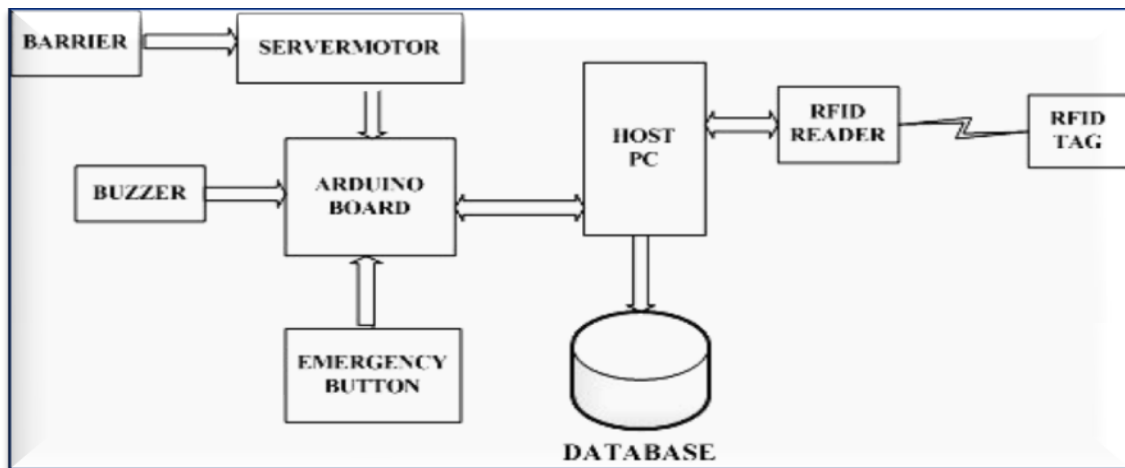 BARRIER
SERVERMOTOR
HOST
PC
RFID
READER
RFID
TAG
BUZZER
ARDUINO
BOARD
EMERGENCY
BUTTON
DATABASE